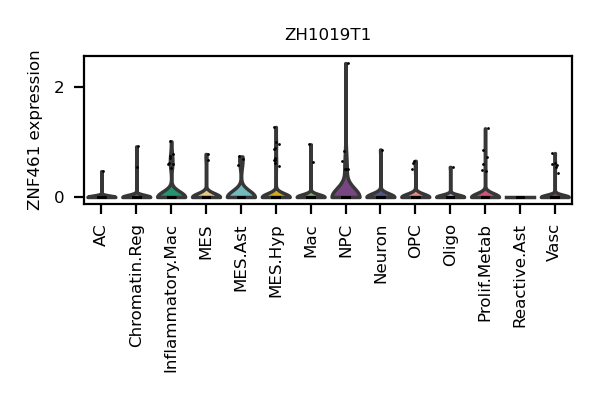 ZH1019T1
ZNF461 expression
2
0
AC
Chromatin.Reg
Inflammatory.Mac
MES
MES.Ast
MES.Hyp
Mac
NPC
Neuron
OPC
Oligo
Prolif.Metab
Reactive.Ast
Vasc